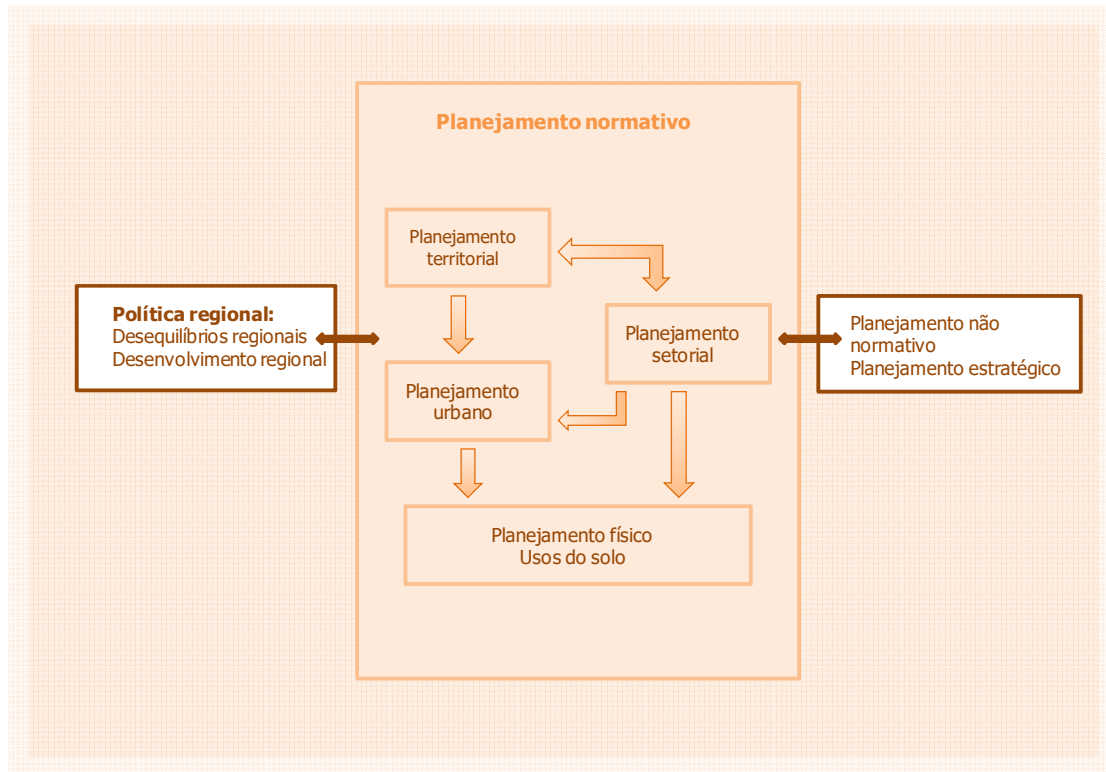 Planejamento normativo
Planejamento
territorial
Política regional:
Desequilíbrios regionais
Desenvolvimento regional
Planejamento
setorial
Planejamento não
normativo
Planejamento estratégico
Planejamento
urbano
Planejamento físico
Usos do solo